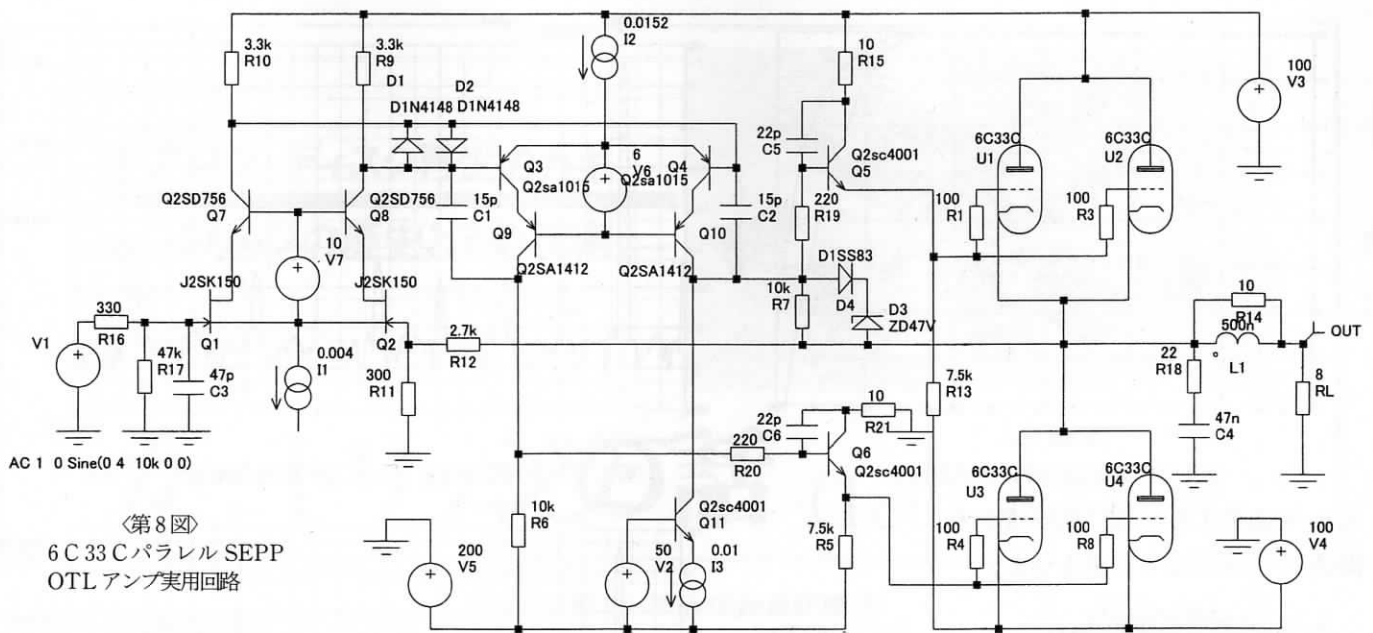 0.0152
I2
3.3k
R10
3.3k
R9
10
R15
100
V3
D1
D2
D1N4148
D1N4148
22p
C5
6C33C
U1
6C33C
U2
Q3
6
V6
Q4
Q2sa1015
Q2sa1015
Q2sc4001
Q5
Q2SD756
Q7
Q2SD756
Q8
15p
C1
15p
C2
220
R19
100
R1
100
R3
10
V7
Q9
Q10
Q2SA1412
Q2SA1412
D1SS83
D4
J2SK150
J2SK150
10k
R7
D3
ZD47V
10
R14
500n
L1
OUT
330
R16
V1
Q1
Q2
2.7k
R12
47k
R17
47p
C3
0.004
I1
300
R11
22
R18
8
RL
7.5k
R13
10
R21
22p
C6
47n
C4
220
R20
Q6
Q2sc4001
6C33C
U3
6C33C
U4
AC 1 0 Sine(0 4 10k 0 0)
10k
R6
Q2sc4001
Q11
7.5k
R5
100
R4
100
R8
200
V5
50
V2
0.01
I3
100
V4
〈第8図〉
6C33CパラレルSEPP
OTLアンプ実用回路